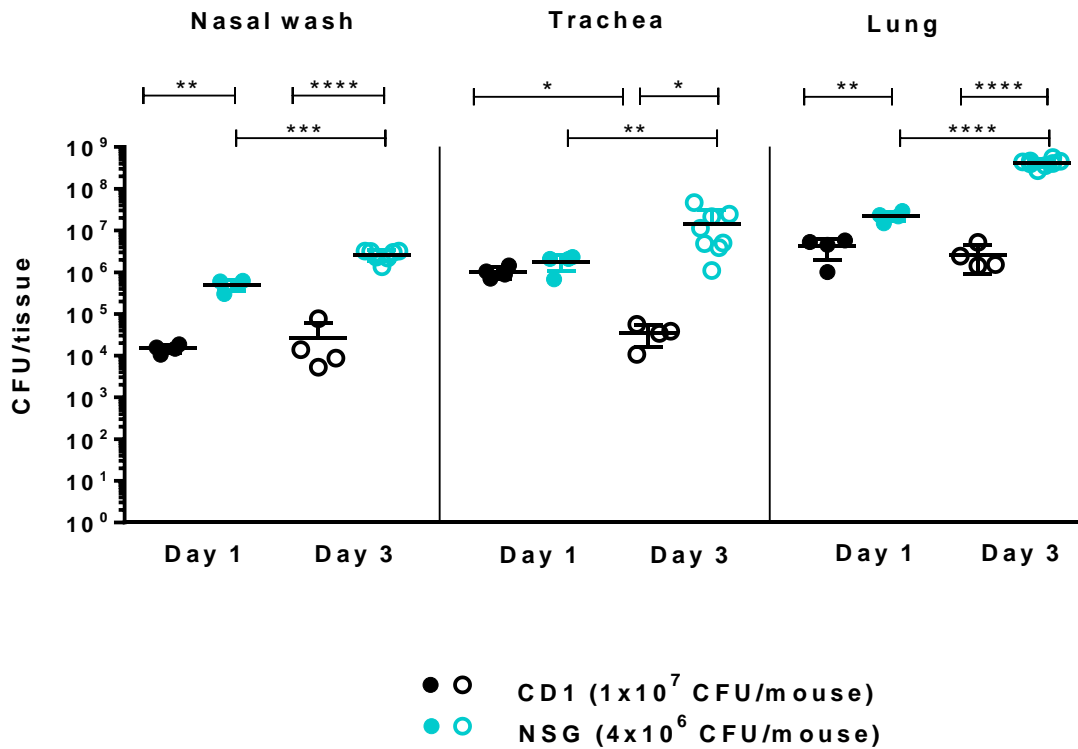 Nasal wash Trachea Lung
** **** * * ** ****
*** ** ****
CFU/tissue
10⁹
10⁸
10⁷
10⁶
10⁵
10⁴
10³
10²
10¹
10⁰
Day 1 Day 3 Day 1 Day 3 Day 1 Day 3
CD1 (1x10⁷ CFU/mouse)
NSG (4x10⁶ CFU/mouse)